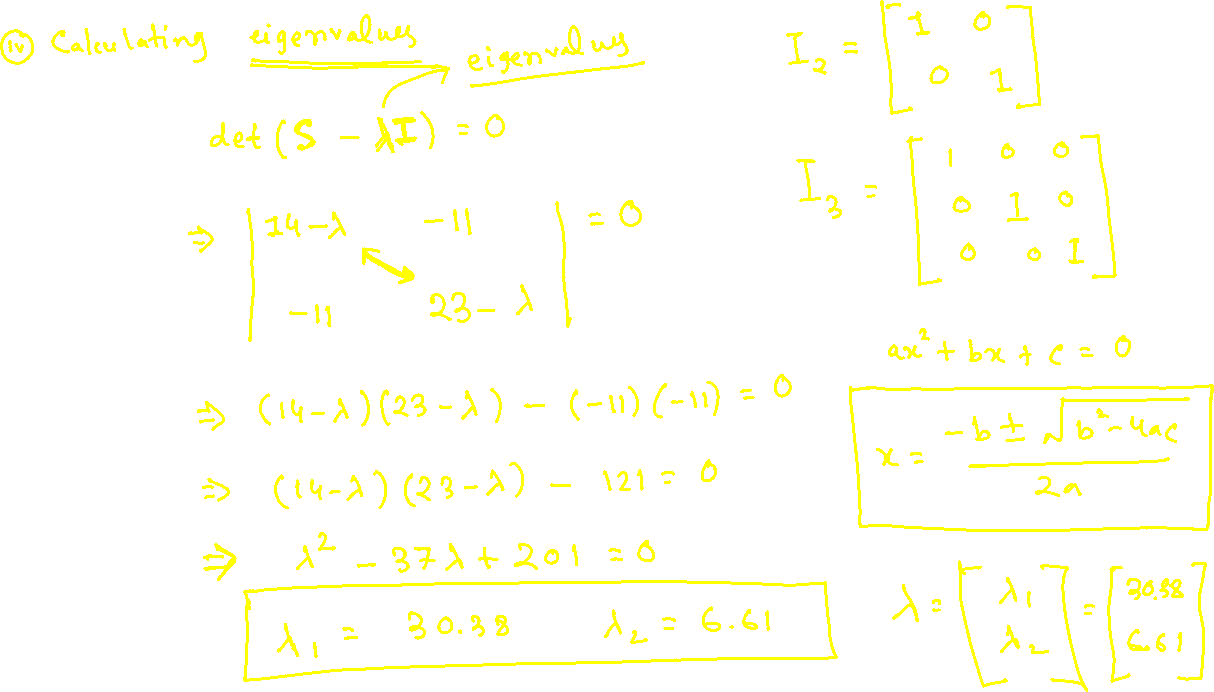 (iv) Calculating eigenvalues
eigenvalues
det (S - λI) = 0
⇒ | 14-λ -11 | = 0
| -11 23-λ |
⇒ (14-λ)(23-λ) - (-11)(-11) = 0
⇒ (14-λ)(23-λ) - 121 = 0
⇒ λ² - 37λ + 201 = 0
λ₁ = 30.38 λ₂ = 6.61
I₂ = [ 1 0
0 1 ]
I₃ = [ 1 0 0
0 1 0
0 0 1 ]
ax² + bx + c = 0
x = -b ± √b²-4ac
2a
λ = [ λ₁ ] = [ 30.38 ]
[ λ₂ ] [ 6.61 ]